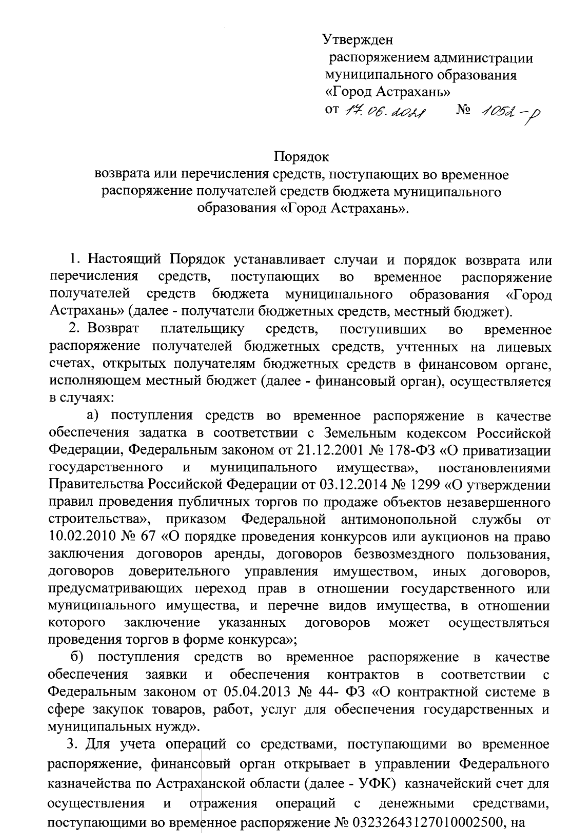 Утвержден
распоряжением администрации
муниципального образования
«Город Астрахань»
от 17.06.2021 № 1052-р
Порядок
возврата или перечисления средств, поступающих во временное
распоряжение получателей средств бюджета муниципального
образования «Город Астрахань».
1. Настоящий Порядок устанавливает случаи и порядок возврата или
перечисления средств, поступающих во временное распоряжение
получателей средств бюджета муниципального образования «Город
Астрахань» (далее - получатели бюджетных средств, местный бюджет).
2. Возврат плательщику средств, поступивших во временное
распоряжение получателей бюджетных средств, учтенных на лицевых
счетах, открытых получателям бюджетных средств в финансовом органе,
исполняющем местный бюджет (далее - финансовый орган), осуществляется
в случаях:
а) поступления средств во временное распоряжение в качестве
обеспечения задатка в соответствии с Земельным кодексом Российской
Федерации, Федеральным законом от 21.12.2001 № 178-ФЗ «О приватизации
государственного и муниципального имущества», постановлениями
Правительства Российской Федерации от 03.12.2014 № 1299 «О утверждении
правил проведения публичных торгов по продаже объектов незавершенного
строительства», приказом Федеральной антимонопольной службы от
10.02.2010 № 67 «О порядке проведения конкурсов или аукционов на право
заключения договоров аренды, договоров безвозмездного пользования,
договоров доверительного управления имуществом, иных договоров,
предусматривающих переход прав в отношении государственного или
муниципального имущества, и перечне видов имущества, в отношении
которого заключение указанных договоров может осуществляться
проведения торгов в форме конкурса»;
б) поступления средств во временное распоряжение в качестве
обеспечения заявки и обеспечения контрактов в соответствии с
Федеральным законом от 05.04.2013 № 44- ФЗ «О контрактной системе в
сфере закупок товаров, работ, услуг для обеспечения государственных и
муниципальных нужд».
3. Для учета операций со средствами, поступающими во временное
распоряжение, финансовый орган открывает в управлении Федерального
казначейства по Астраханской области (далее - УФК) казначейский счет для
осуществления и отражения операций с денежными средствами,
поступающими во временное распоряжение № 03232643127010002500, на